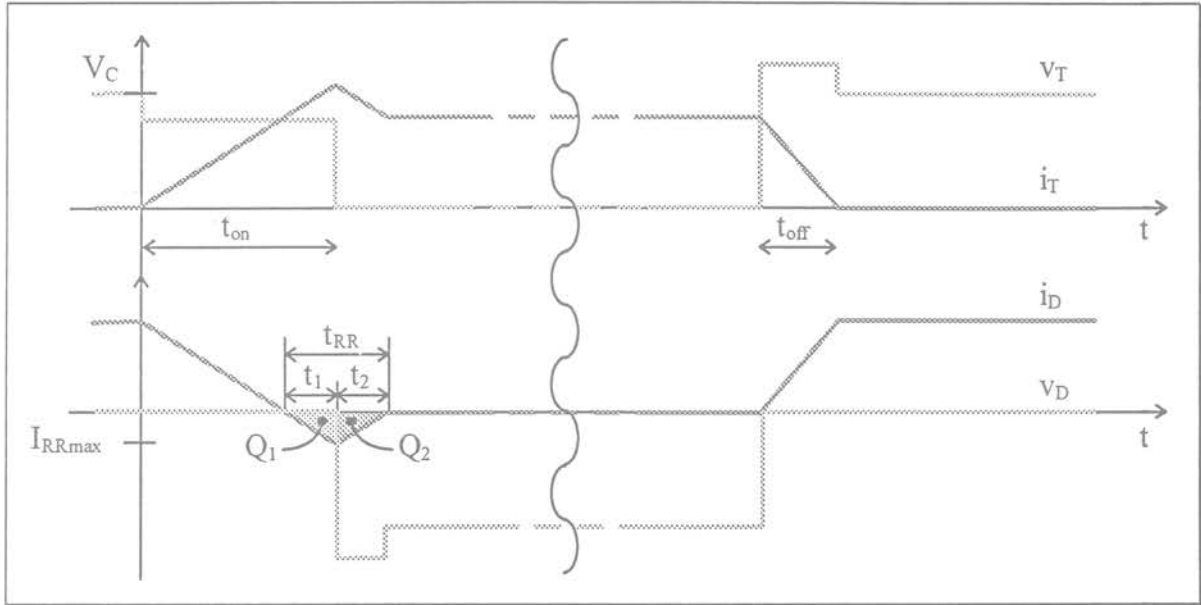 V_C
v_T
i_T
t_on
t_off
t
i_D
t_RR
t_1
t_2
v_D
I_RRmax
Q_1
Q_2
t